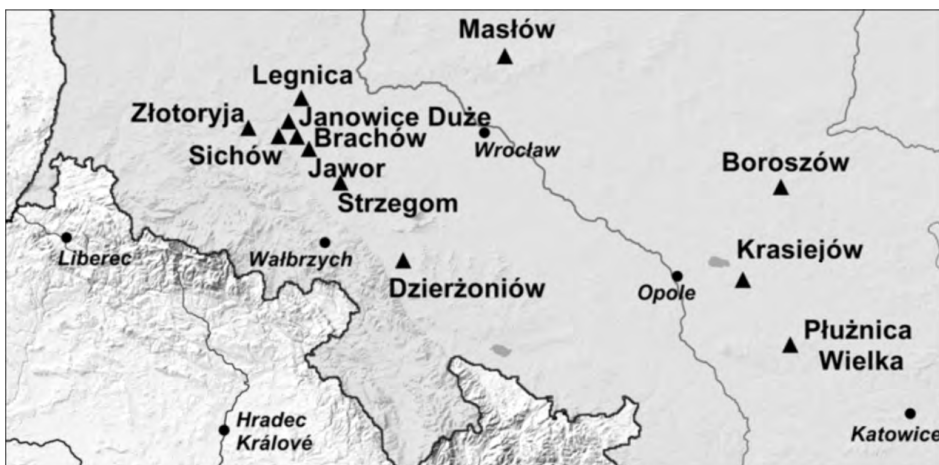 Masłów
Legnica
Złotoryja
Janowice Duże
Brachów
Sichów
Wrocław
Jawor
Boroszów
Strzegom
Liberec
Wałbrzych
Krasiejów
Dzierżoniów
Opole
Płużnica
Wielka
Hradec
Králové
Katowice